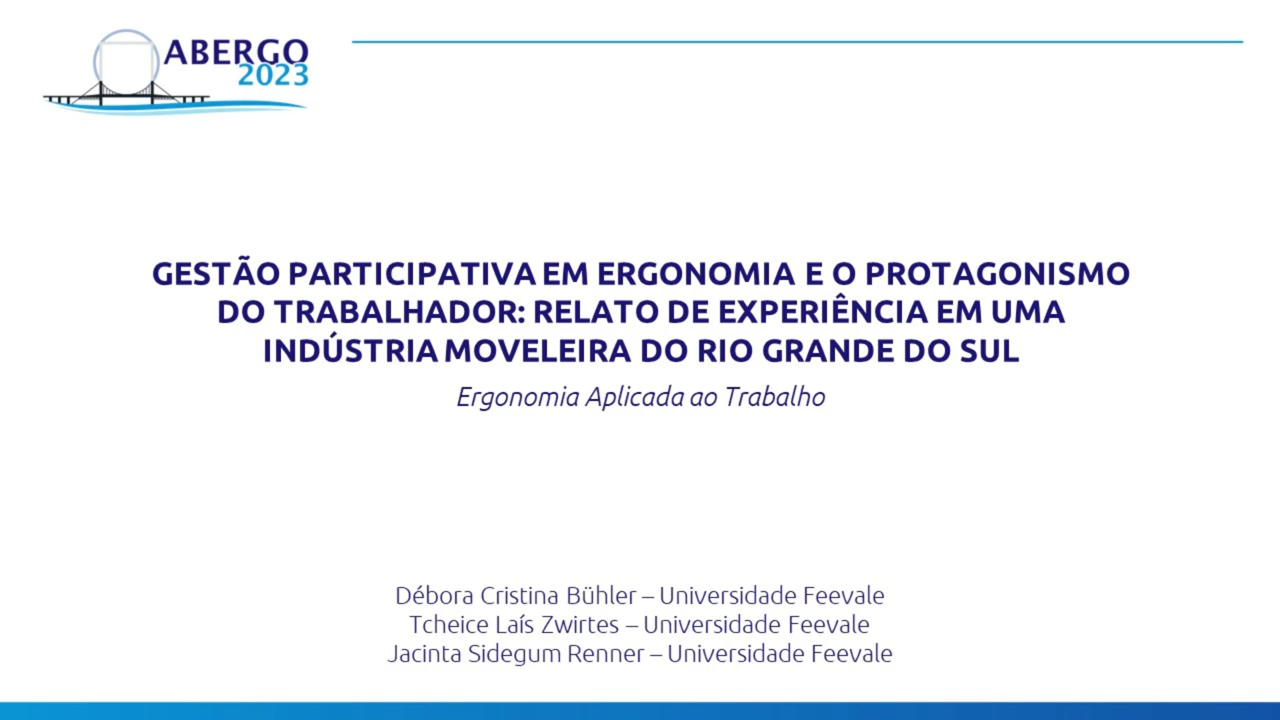 ABERGO
2023
GESTÃO PARTICIPATIVA EM ERGONOMIA E O PROTAGONISMO
DO TRABALHADOR: RELATO DE EXPERIÊNCIA EM UMA
INDÚSTRIA MOVELEIRA DO RIO GRANDE DO SUL
Ergonomia Aplicada ao Trabalho
Débora Cristina Bühler – Universidade Feevale
Tcheice Laís Zwirtes – Universidade Feevale
Jacinta Sidegum Renner – Universidade Feevale